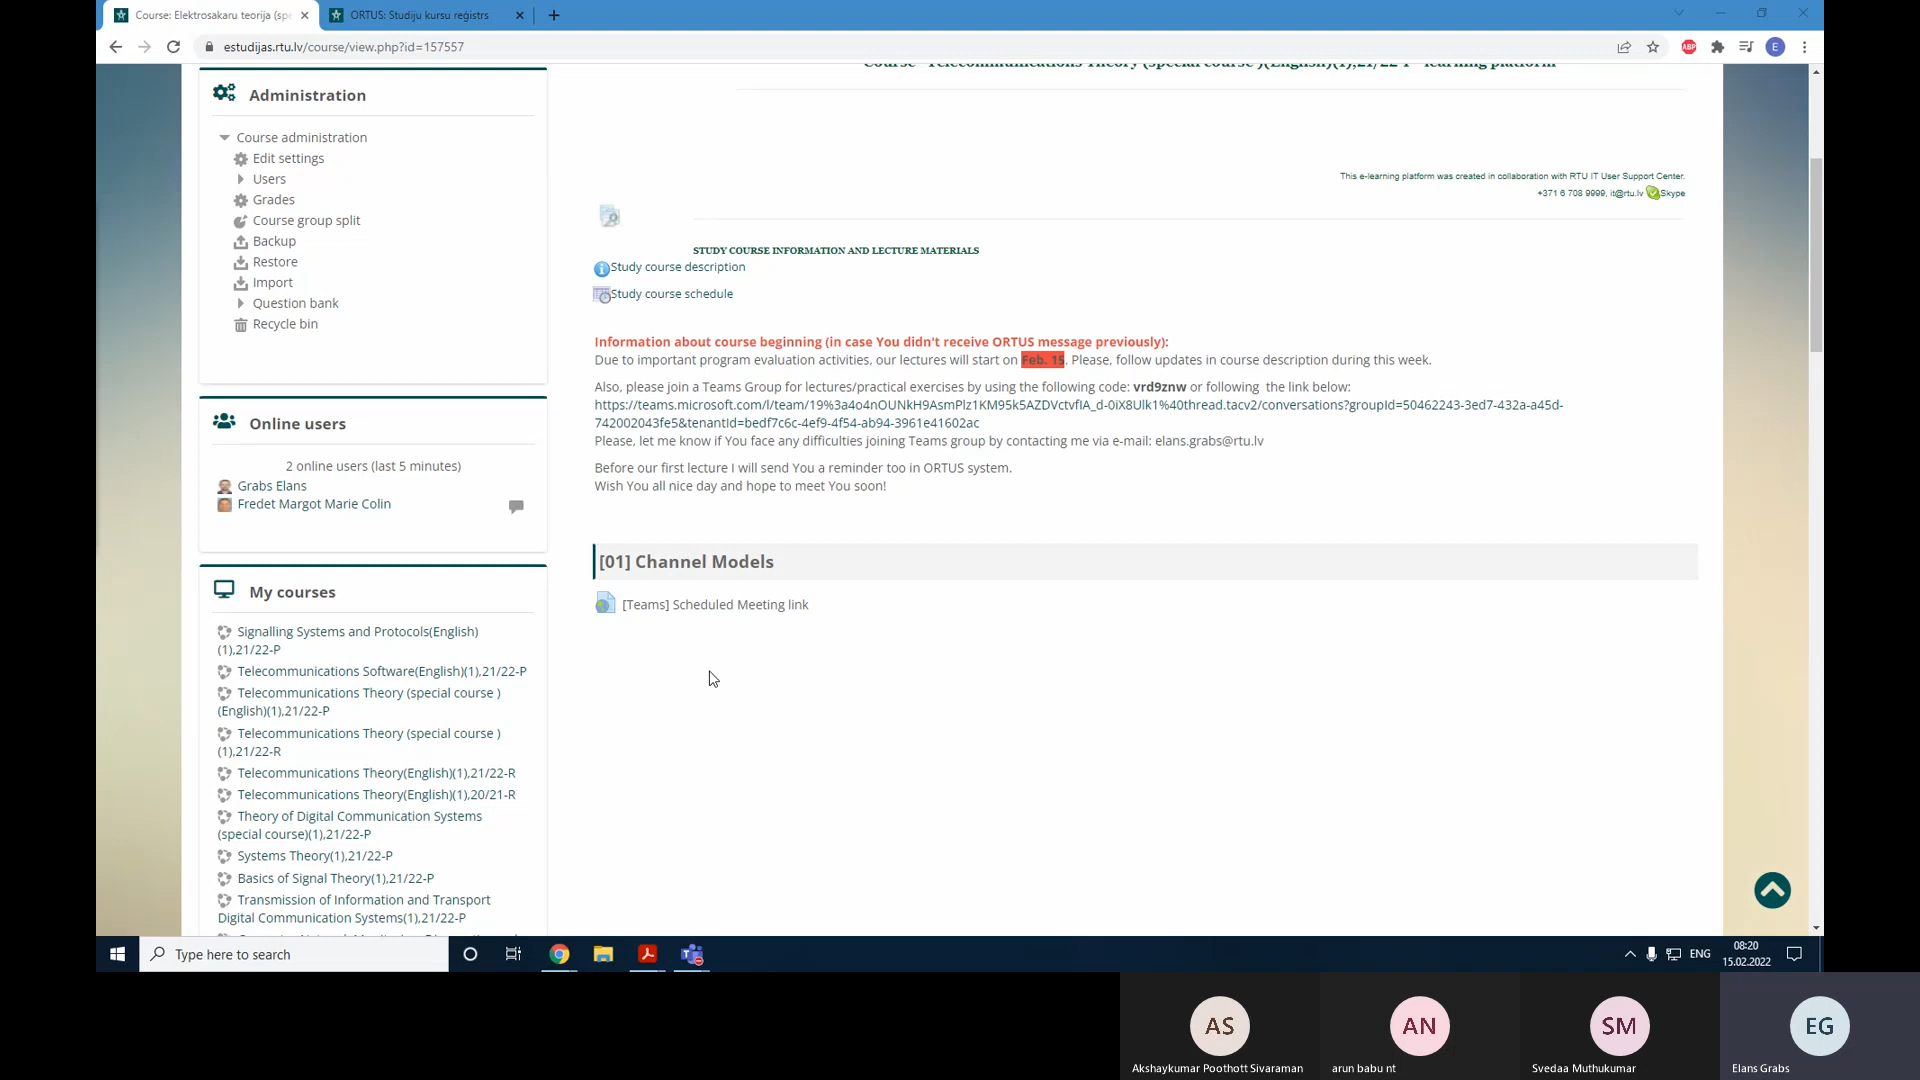 Course: Elektrosakaru teorija (spe
ORTUS: Studiju kursu reģistrs
estudijas.rtu.lv/course/view.php?id=157557
ABP
E
Course "Telecommunications Theory (special course )(English)(1),21/22-P" learning platform
Administration
Course administration
Edit settings
Users
Grades
Course group split
Backup
Restore
Import
Question bank
Recycle bin
This e-learning platform was created in collaboration with RTU IT User Support Center.
+371 6 708 9999, it@rtu.lv Skype
STUDY COURSE INFORMATION AND LECTURE MATERIALS
Study course description
Study course schedule
Information about course beginning (in case You didn't receive ORTUS message previously):
Due to important program evaluation activities, our lectures will start on Feb. 15. Please, follow updates in course description during this week.
Also, please join a Teams Group for lectures/practical exercises by using the following code: vrd9znw or following the link below:
https://teams.microsoft.com/l/team/19%3a4o4nOUNkH9AsmPlz1KM95k5AZDVctvfIA_d-0iX8Ulk1%40thread.tacv2/conversations?groupId=50462243-3ed7-432a-a45d-
742002043fe5&tenantId=bedf7c6c-4ef9-4f54-ab94-3961e41602ac
Please, let me know if You face any difficulties joining Teams group by contacting me via e-mail: elans.grabs@rtu.lv
Before our first lecture I will send You a reminder too in ORTUS system.
Wish You all nice day and hope to meet You soon!
Online users
2 online users (last 5 minutes)
Grabs Elans
Fredet Margot Marie Colin
[01] Channel Models
[Teams] Scheduled Meeting link
My courses
Signalling Systems and Protocols(English)
(1),21/22-P
Telecommunications Software(English)(1),21/22-P
Telecommunications Theory (special course )
(English)(1),21/22-P
Telecommunications Theory (special course )
(1),21/22-R
Telecommunications Theory(English)(1),21/22-R
Telecommunications Theory(English)(1),20/21-R
Theory of Digital Communication Systems
(special course)(1),21/22-P
Systems Theory(1),21/22-P
Basics of Signal Theory(1),21/22-P
Transmission of Information and Transport
Digital Communication Systems(1),21/22-P
Type here to search
ENG
08:20
15.02.2022
AS
AN
SM
EG
Akshaykumar Poothott Sivaraman
arun babu nt
Svedaa Muthukumar
Elans Grabs